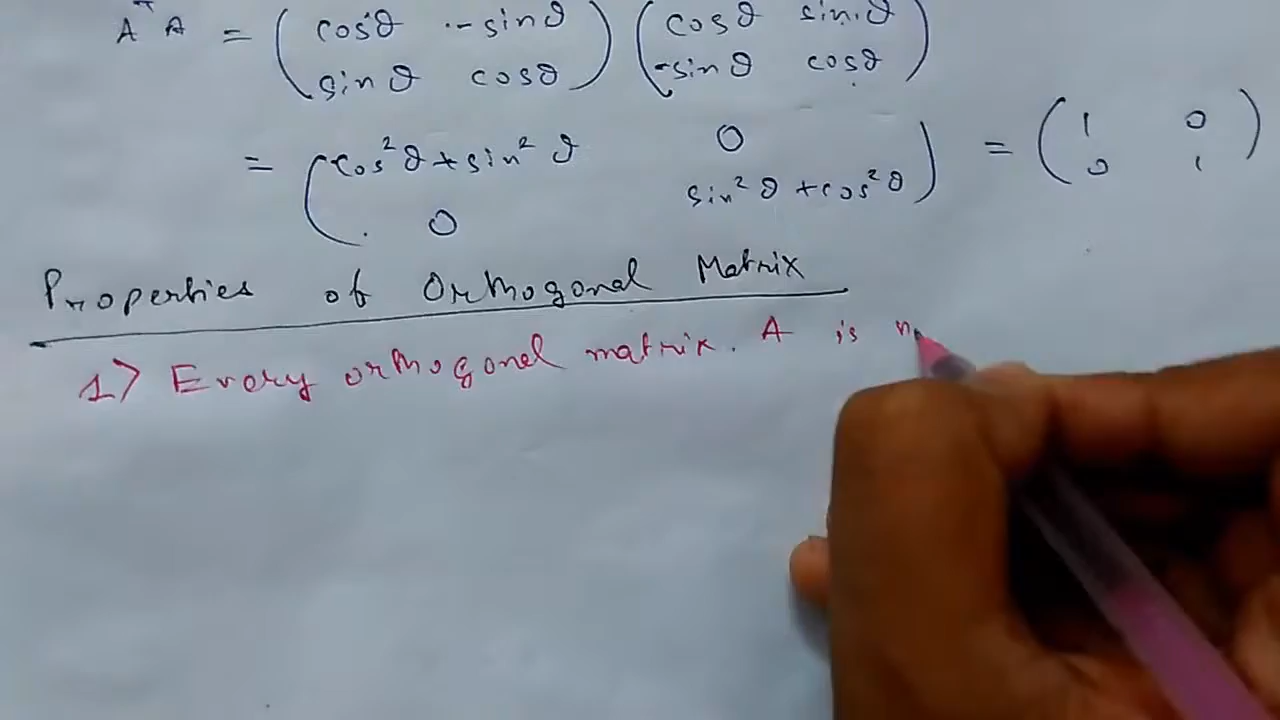 A^T A = ( cosθ -sinθ ) ( cosθ sinθ )
( sinθ cosθ ) ( -sinθ cosθ )
= ( cos²θ + sin²θ 0 ) = ( 1 0 )
( 0 sin²θ + cos²θ ) ( 0 1 )
Properties of Orthogonal Matrix
1> Every orthogonal matrix. A is n